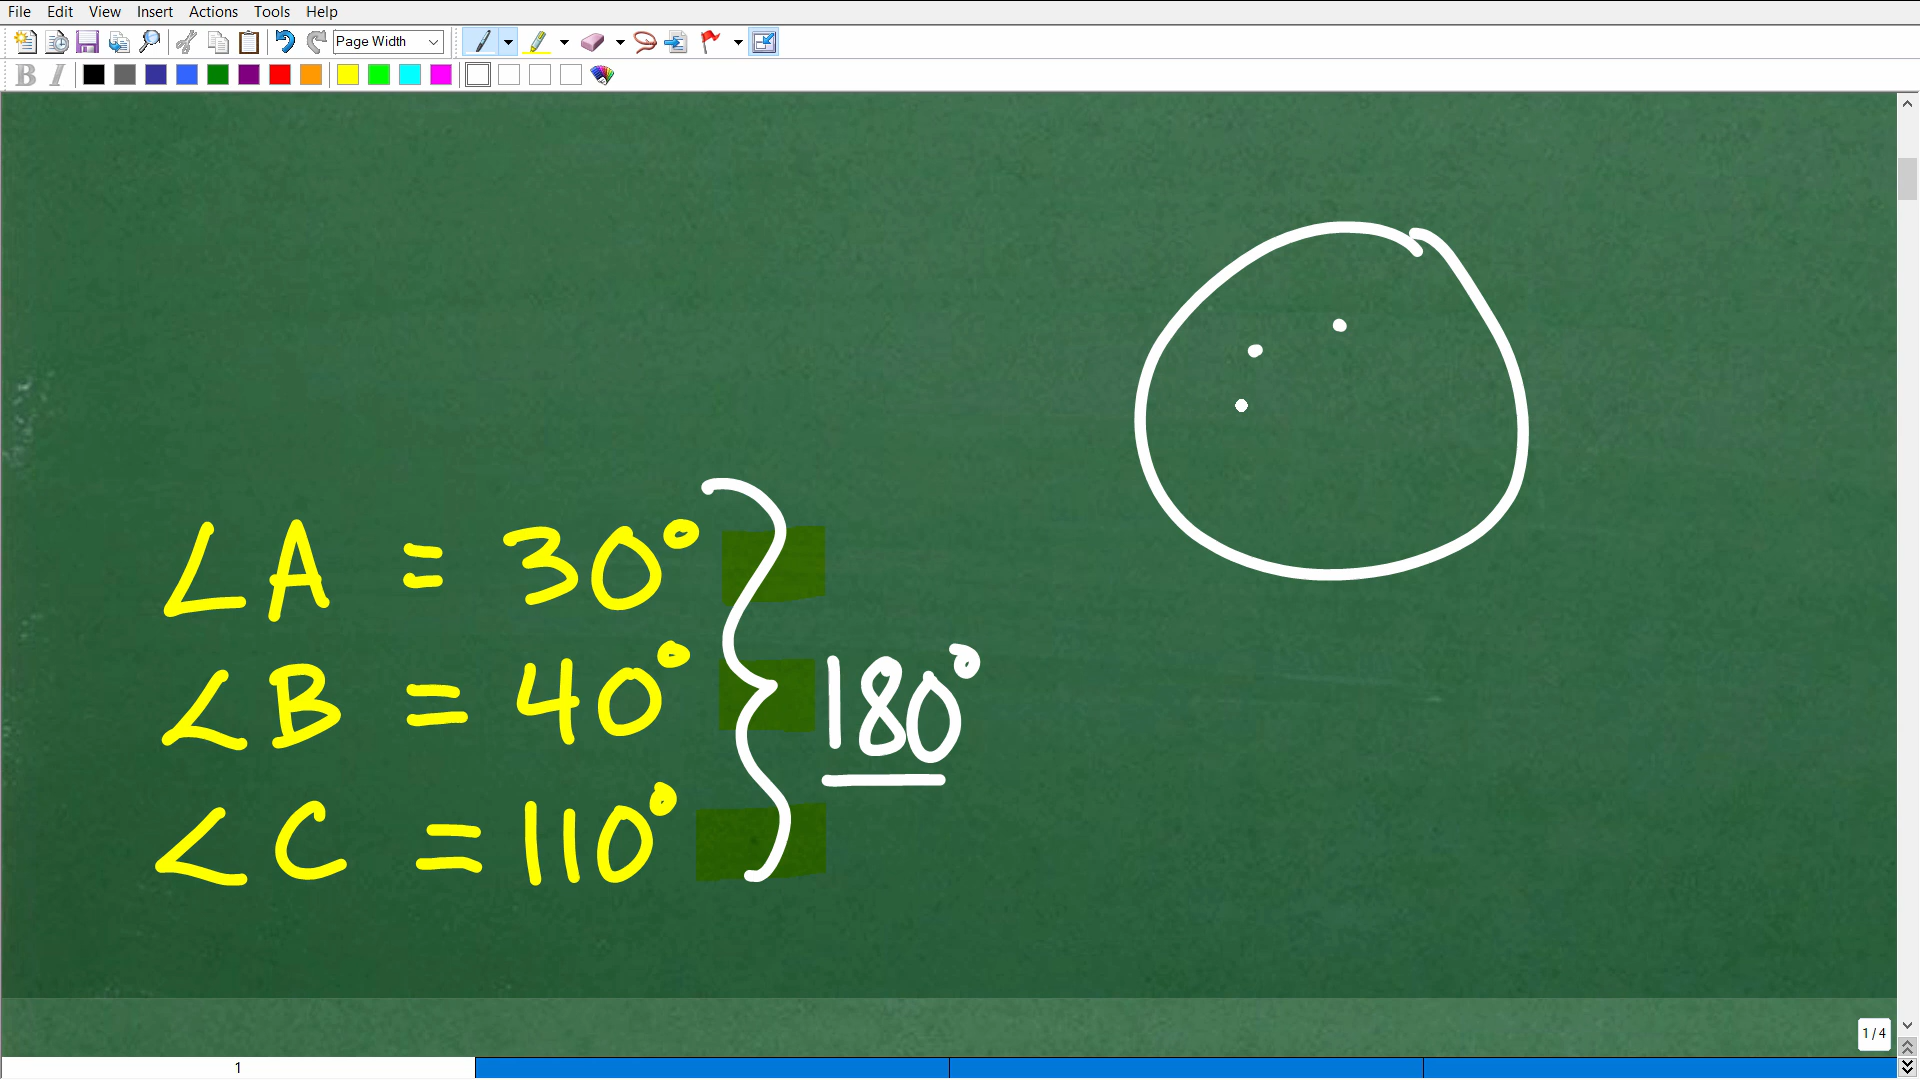 File Edit View Insert Actions Tools Help
Page Width
B I
∠A = 30°
∠B = 40°
∠C = 110°
180°
1 / 4
1